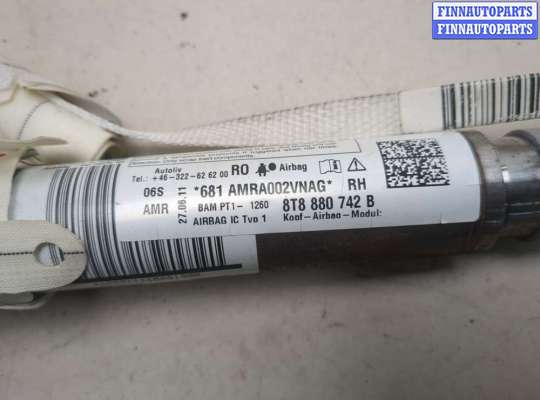 FINNAUTOPARTS
FINNAUTOPARTS
Autoliv
Tel.: +46-322-62 62 00 RO Airbag
06S *681 AMRA002VNAG* RH
AMR 27.06.11 BAM PT1- 1260 8T8 880 742 B
AIRBAG IC Typ 1 Kopf-Airbag-Modul